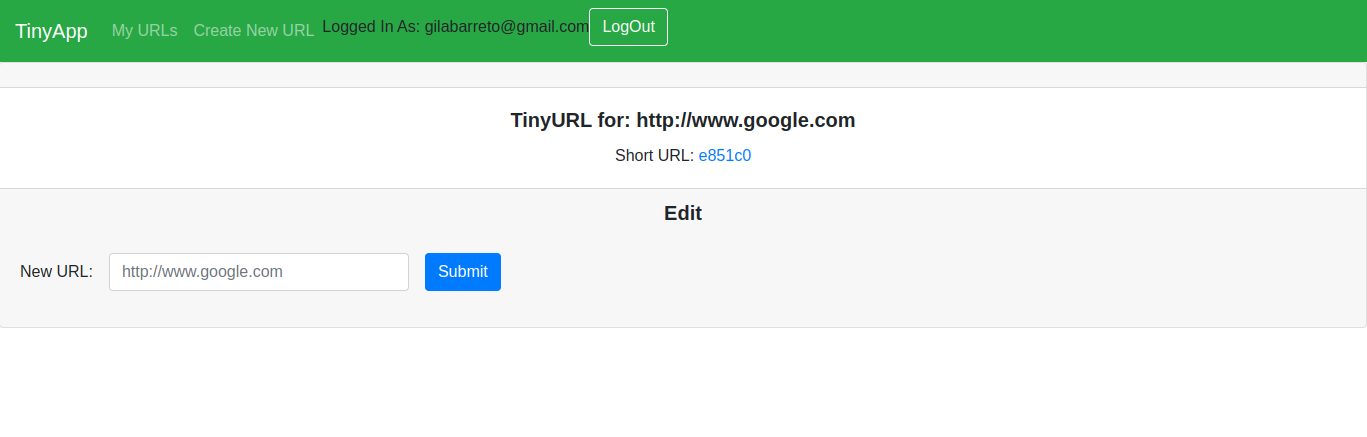 TinyApp My URLs Create New URL Logged In As: gilabarreto@gmail.com LogOut
TinyURL for: http://www.google.com
Short URL: e851c0
Edit
New URL: http://www.google.com Submit